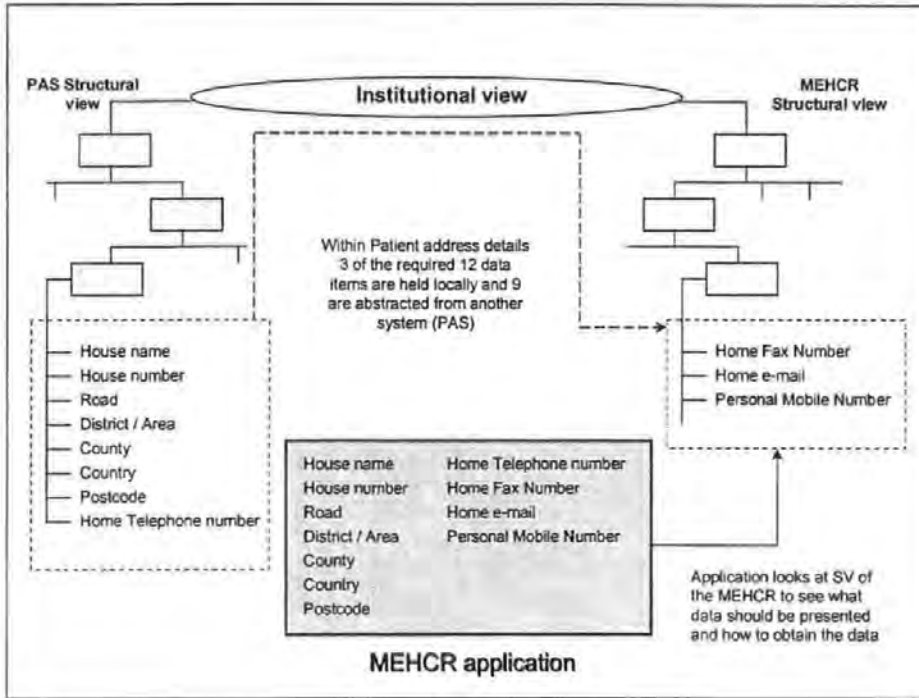 PAS Structural
view
Institutional view
MEHCR
Structural view
Within Patient address details
3 of the required 12 data
items are held locally and 9
are abstracted from another
system (PAS)
House name
House number
Road
District / Area
County
Country
Postcode
Home Telephone number
Home Fax Number
Home e-mail
Personal Mobile Number
House name
House number
Road
District / Area
County
Country
Postcode
Home Telephone number
Home Fax Number
Home e-mail
Personal Mobile Number
Application looks at SV of
the MEHCR to see what
data should be presented
and how to obtain the data
MEHCR application